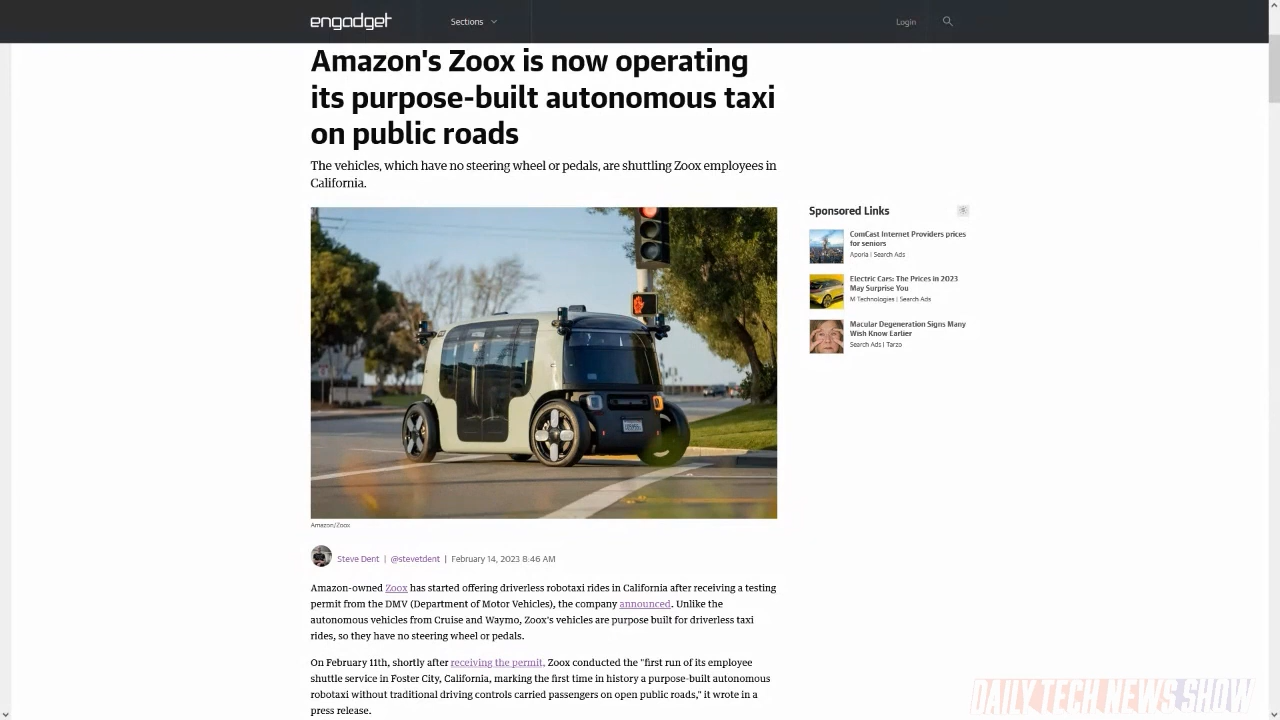 engadget
Sections
Login
Amazon's Zoox is now operating
its purpose-built autonomous taxi
on public roads
The vehicles, which have no steering wheel or pedals, are shuttling Zoox employees in
California.
Sponsored Links
ComCast Internet Providers prices
for seniors
Aporia | Search Ads
Electric Cars: The Prices in 2023
May Surprise You
M Technologies | Search Ads
Macular Degeneration Signs Many
Wish Know Earlier
Search Ads | Tarzo
Amazon/Zoox
Steve Dent | @stevetdent | February 14, 2023 8:46 AM
Amazon-owned Zoox has started offering driverless robotaxi rides in California after receiving a testing
permit from the DMV (Department of Motor Vehicles), the company announced. Unlike the
autonomous vehicles from Cruise and Waymo, Zoox's vehicles are purpose built for driverless taxi
rides, so they have no steering wheel or pedals.
On February 11th, shortly after receiving the permit, Zoox conducted the "first run of its employee
shuttle service in Foster City, California, marking the first time in history a purpose-built autonomous
robotaxi without traditional driving controls carried passengers on open public roads," it wrote in a
press release.
DAILY TECH NEWS SHOW